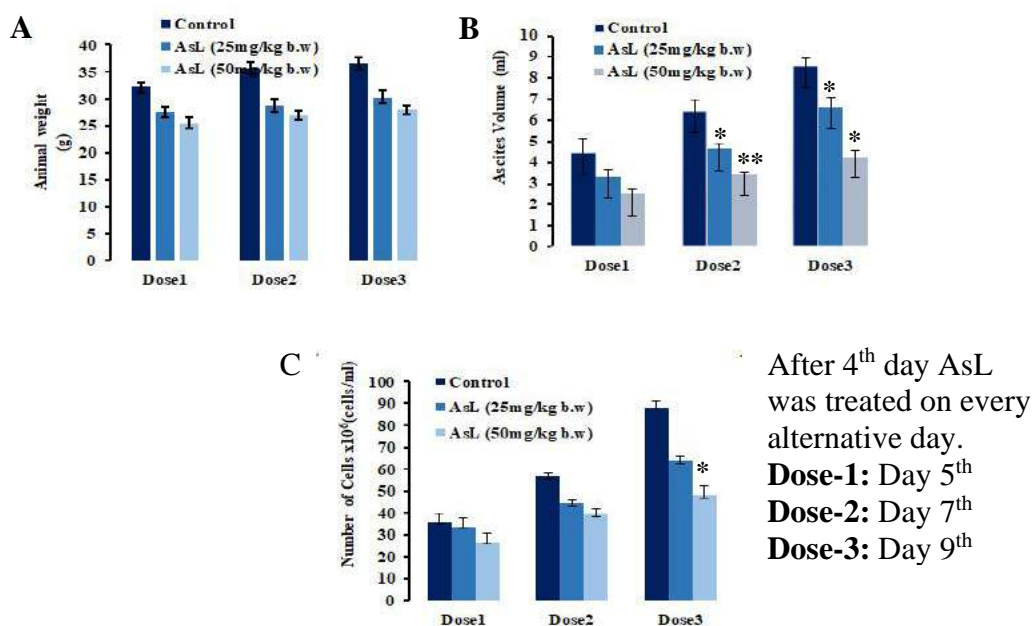 A
Control
AsL (25mg/kg b.w)
AsL (50mg/kg b.w)
Animal weight
(g)
40
35
30
25
20
15
10
5
0
Dose1 Dose2 Dose3
B
Control
AsL (25mg/kg b.w)
AsL (50mg/kg b.w)
Ascites Volume (ml)
10
9
8
7
6
5
4
3
2
1
0
* ** * *
Dose1 Dose2 Dose3
C
Control
AsL (25mg/kg b.w)
AsL (50mg/kg b.w)
Number of Cells x10⁶(cells/ml)
100
90
80
70
60
50
40
30
20
10
0
*
Dose1 Dose2 Dose3
After 4th day AsL
was treated on every
alternative day.
Dose-1: Day 5th
Dose-2: Day 7th
Dose-3: Day 9th